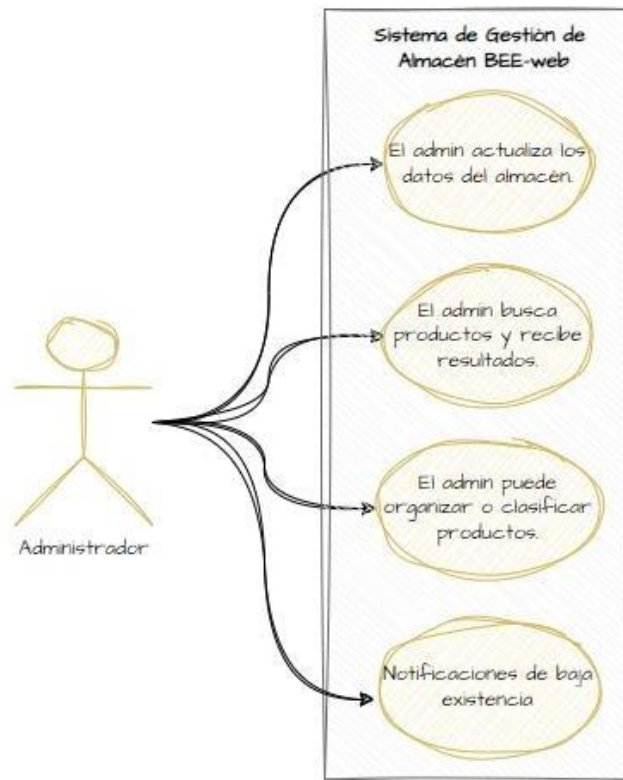 Sistema de Gestión de
Almacén BEE-web
El admin actualiza los
datos del almacén.
El admin busca
productos y recibe
resultados.
El admin puede
organizar o clasificar
productos.
Administrador
Notificaciones de baja
existencia